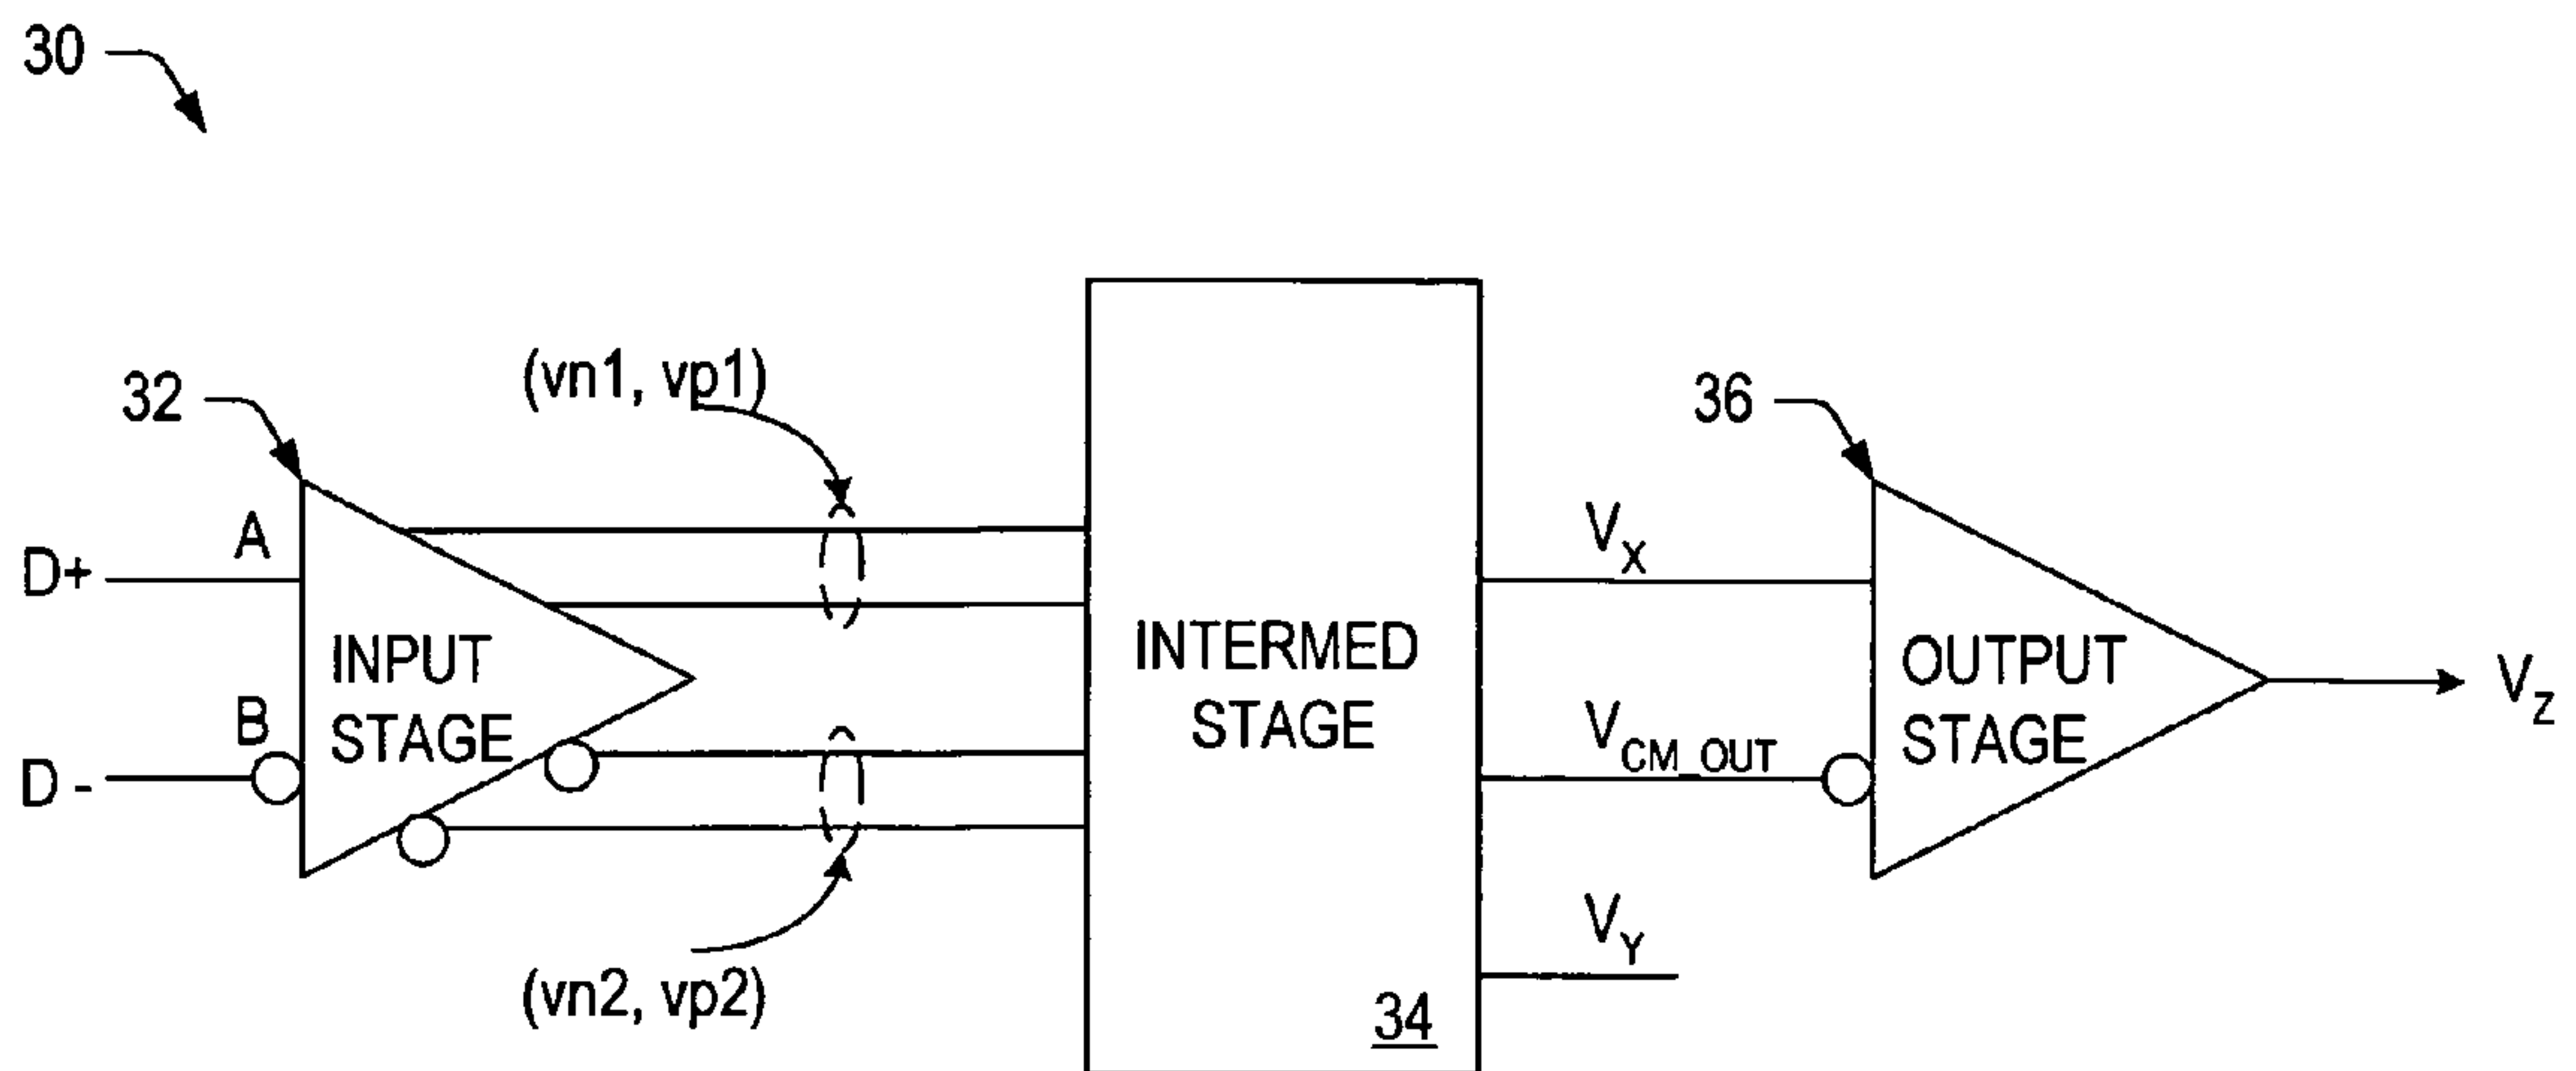 30
32
(vn1, vp1)
36
A
D+
B
D -
INPUT
STAGE
(vn2, vp2)
INTERMED
STAGE
34
V_X
V_CM_OUT
V_Y
OUTPUT
STAGE
V_Z